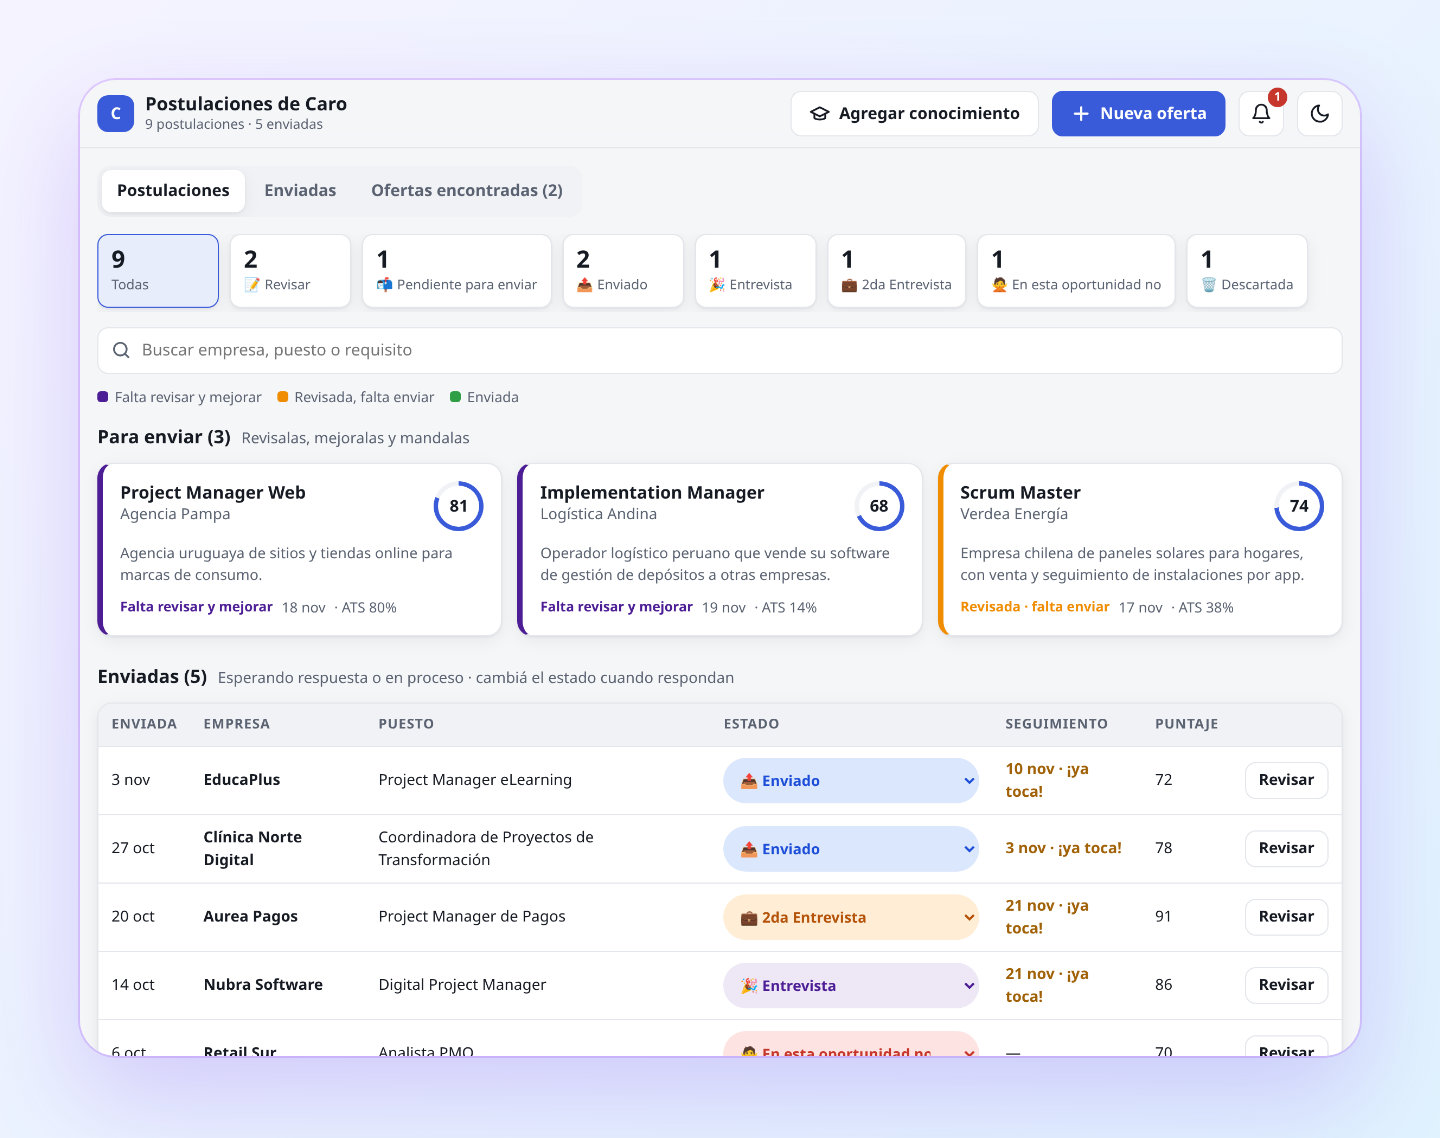 C
Postulaciones de Caro
9 postulaciones · 5 enviadas
Agregar conocimiento
Nueva oferta
1
Postulaciones
Enviadas
Ofertas encontradas (2)
9
Todas
2
📝 Revisar
1
📬 Pendiente para enviar
2
📤 Enviado
1
🎉 Entrevista
1
💼 2da Entrevista
1
🙅 En esta oportunidad no
1
🗑️ Descartada
Buscar empresa, puesto o requisito
Falta revisar y mejorar
Revisada, falta enviar
Enviada
Para enviar (3) Revisalas, mejoralas y mandalas
Project Manager Web
Agencia Pampa
81
Agencia uruguaya de sitios y tiendas online para
marcas de consumo.
Falta revisar y mejorar 18 nov · ATS 80%
Implementation Manager
Logística Andina
68
Operador logístico peruano que vende su software
de gestión de depósitos a otras empresas.
Falta revisar y mejorar 19 nov · ATS 14%
Scrum Master
Verdea Energía
74
Empresa chilena de paneles solares para hogares,
con venta y seguimiento de instalaciones por app.
Revisada · falta enviar 17 nov · ATS 38%
Enviadas (5) Esperando respuesta o en proceso · cambiá el estado cuando respondan
ENVIADA EMPRESA PUESTO ESTADO SEGUIMIENTO PUNTAJE
3 nov
EducaPlus
Project Manager eLearning
📤 Enviado
10 nov · ¡ya
toca!
72
Revisar
27 oct
Clínica Norte
Digital
Coordinadora de Proyectos de
Transformación
📤 Enviado
3 nov · ¡ya toca!
78
Revisar
20 oct
Aurea Pagos
Project Manager de Pagos
💼 2da Entrevista
21 nov · ¡ya
toca!
91
Revisar
14 oct
Nubra Software
Digital Project Manager
🎉 Entrevista
21 nov · ¡ya
toca!
86
Revisar
6 oct
Retail Sur
Analista PMO
🙅 En esta oportunidad no
—
70
Revisar